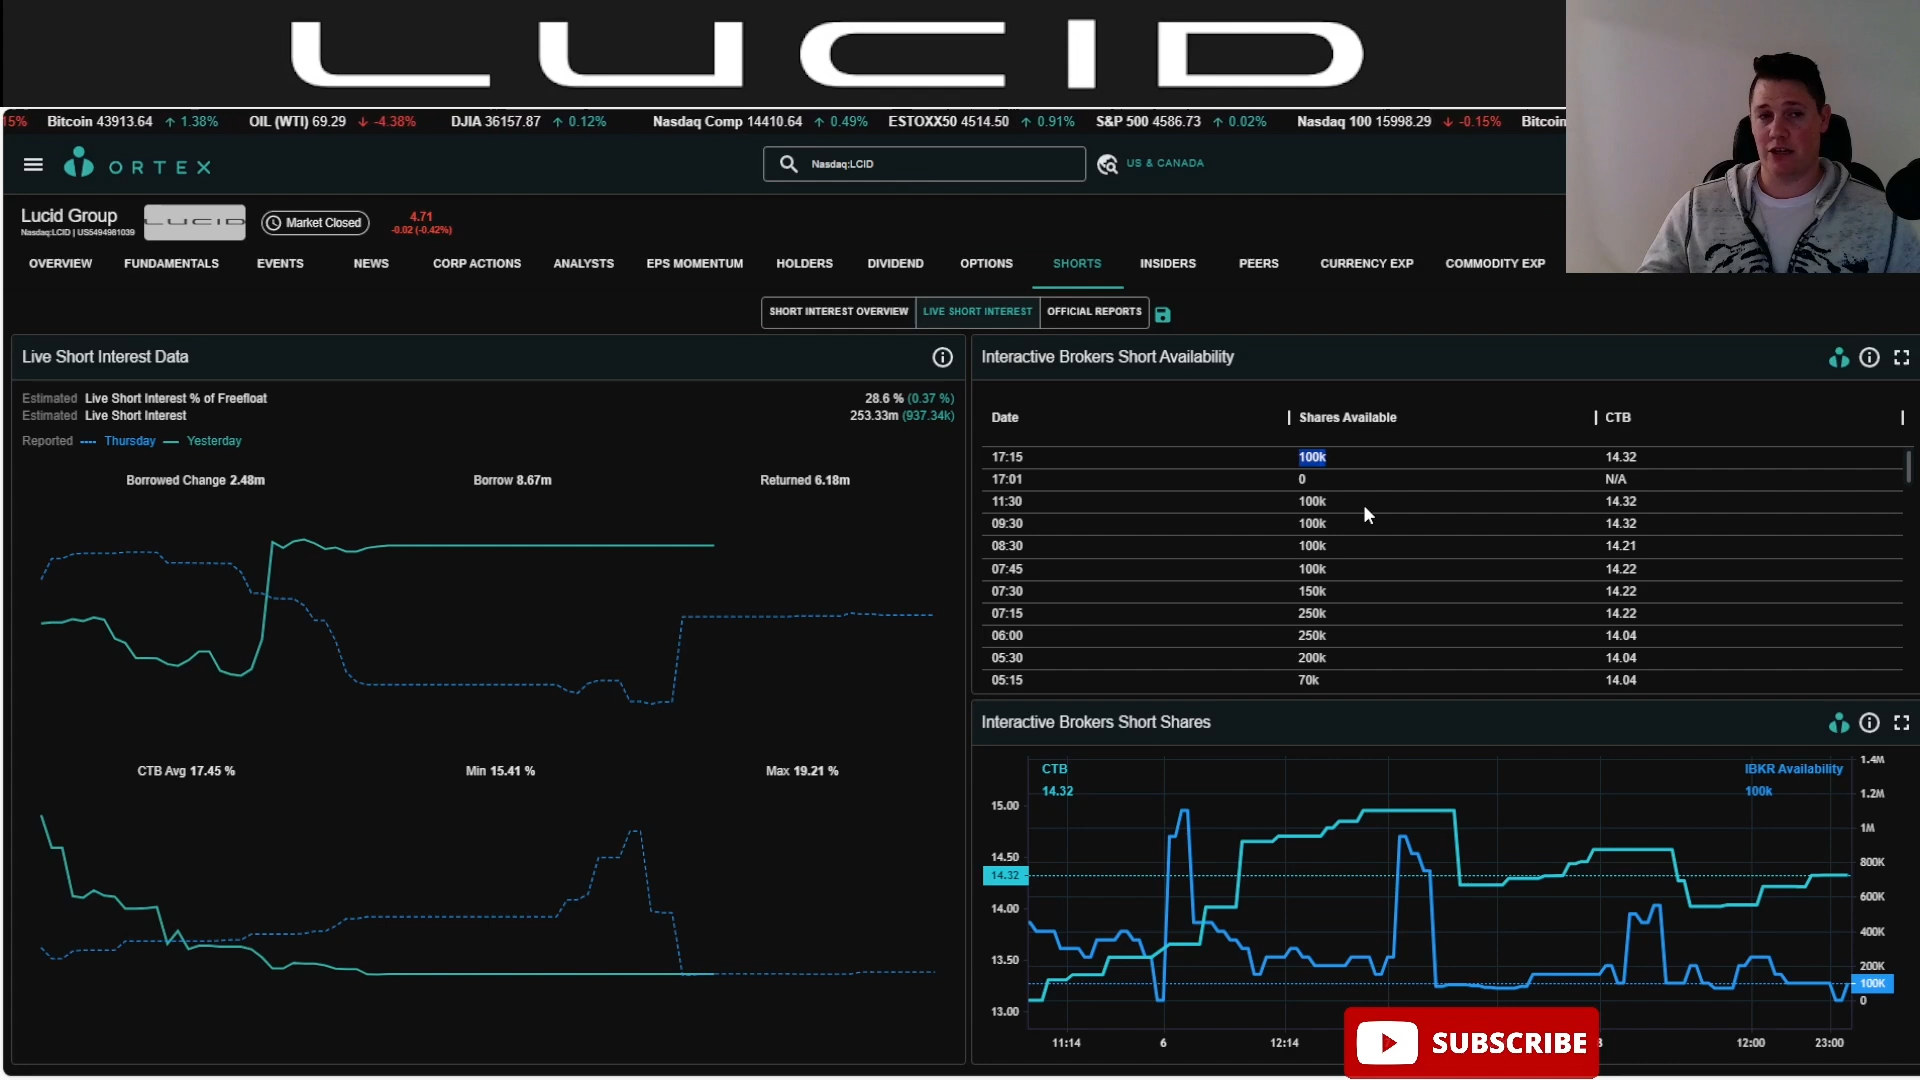 LUCID
15% Bitcoin 43913.64 ↑ 1.38% OIL (WTI) 69.29 ↓ -4.38% DJIA 36157.87 ↑ 0.12% Nasdaq Comp 14410.64 ↑ 0.49% ESTOXX50 4514.50 ↑ 0.91% S&P 500 4586.73 ↑ 0.02% Nasdaq 100 15998.29 ↓ -0.15% Bitcoin
ORTEX Nasdaq:LCID US & CANADA
Lucid Group LUCID Market Closed 4.71
Nasdaq:LCID | US5494981039 -0.02 (-0.42%)
OVERVIEW FUNDAMENTALS EVENTS NEWS CORP ACTIONS ANALYSTS EPS MOMENTUM HOLDERS DIVIDEND OPTIONS SHORTS INSIDERS PEERS CURRENCY EXP COMMODITY EXP
SHORT INTEREST OVERVIEW LIVE SHORT INTEREST OFFICIAL REPORTS
Live Short Interest Data
Estimated Live Short Interest % of Freefloat 28.6 % (0.37 %)
Estimated Live Short Interest 253.33m (937.34k)
Reported Thursday Yesterday
Borrowed Change 2.48m Borrow 8.67m Returned 6.18m
CTB Avg 17.45 % Min 15.41 % Max 19.21 %
Interactive Brokers Short Availability
Date Shares Available CTB
17:15 100k 14.32
17:01 0 N/A
11:30 100k 14.32
09:30 100k 14.32
08:30 100k 14.21
07:45 100k 14.22
07:30 150k 14.22
07:15 250k 14.22
06:00 250k 14.04
05:30 200k 14.04
05:15 70k 14.04
Interactive Brokers Short Shares
CTB IBKR Availability
14.32 100k
15.00
14.50
14.32
14.00
13.50
13.00
1.4M
1.2M
1M
800K
600K
400K
200K
100K
0
11:14 6 12:14 12:00 23:00
SUBSCRIBE